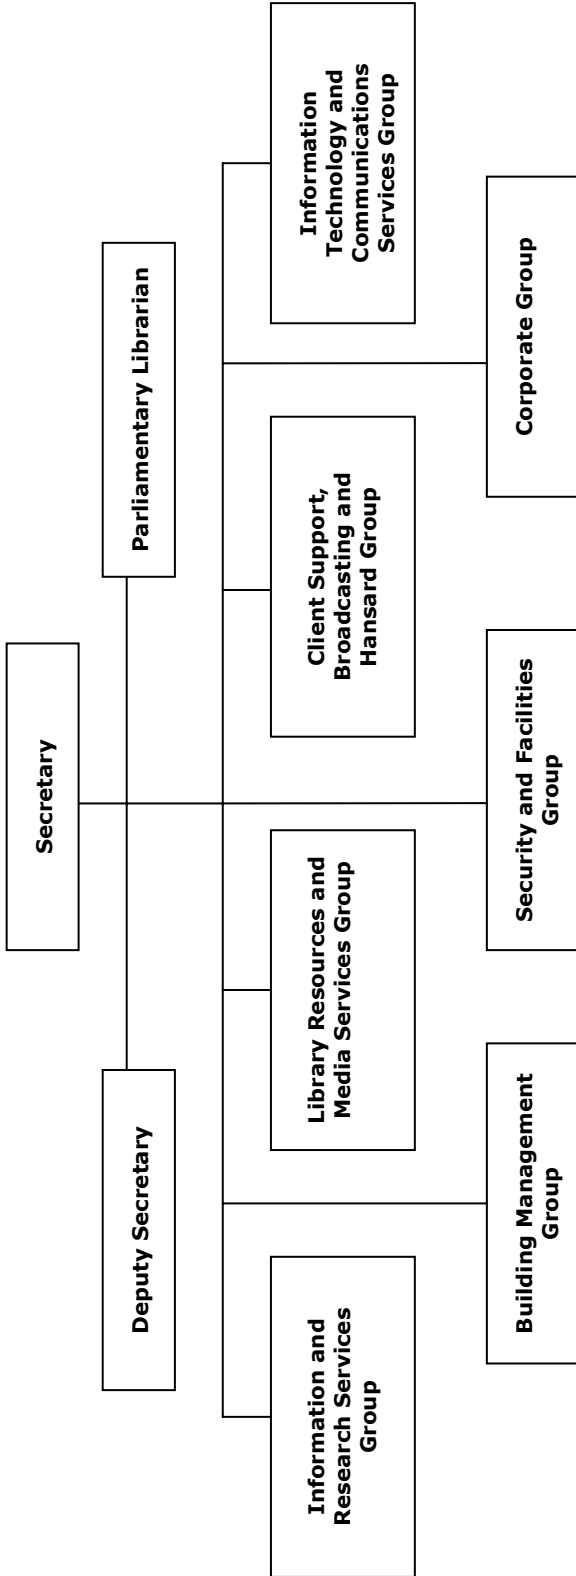 Secretary
Deputy Secretary
Parliamentary Librarian
Information and
Research Services
Group
Library Resources and
Media Services Group
Client Support,
Broadcasting and
Hansard Group
Information
Technology and
Communications
Services Group
Building Management
Group
Security and Facilities
Group
Corporate Group